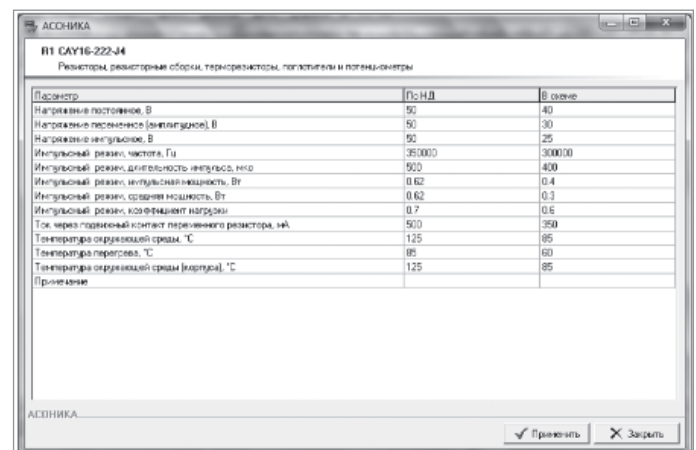 АСОНИКА
R1 CAY16-222-J4
Резисторы, резисторные сборки, терморезисторы, поглотители и потенциометры
Параметр По НД В схеме
Напряжение постоянное, В 50 40
Напряжение переменное (амплитудное), В 50 30
Напряжение импульсное, В 50 25
Импульсный режим, частота, Гц 350000 300000
Импульсный режим, длительность импульса, мкс 500 400
Импульсный режим, импульсная мощность, Вт 0.62 0.4
Импульсный режим, средняя мощность, Вт 0.62 0.3
Импульсный режим, коэффициент нагрузки 0.7 0.6
Ток через подвижный контакт переменного резистора, мА 500 350
Температура окружающей среды, °C 125 85
Температура перегрева, °C 85 60
Температура окружающей среды (корпуса), °C 125 85
Примечание
АСОНИКА
Применить Закрыть